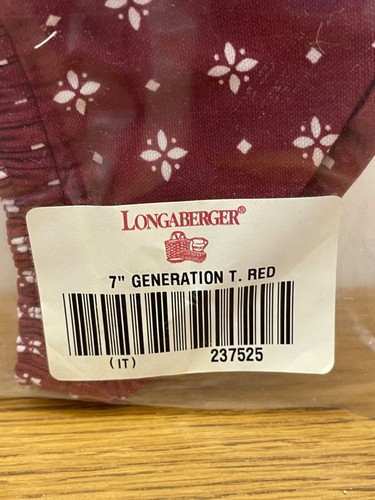 LONGABERGER®
7" GENERATION T. RED
(IT) 237525